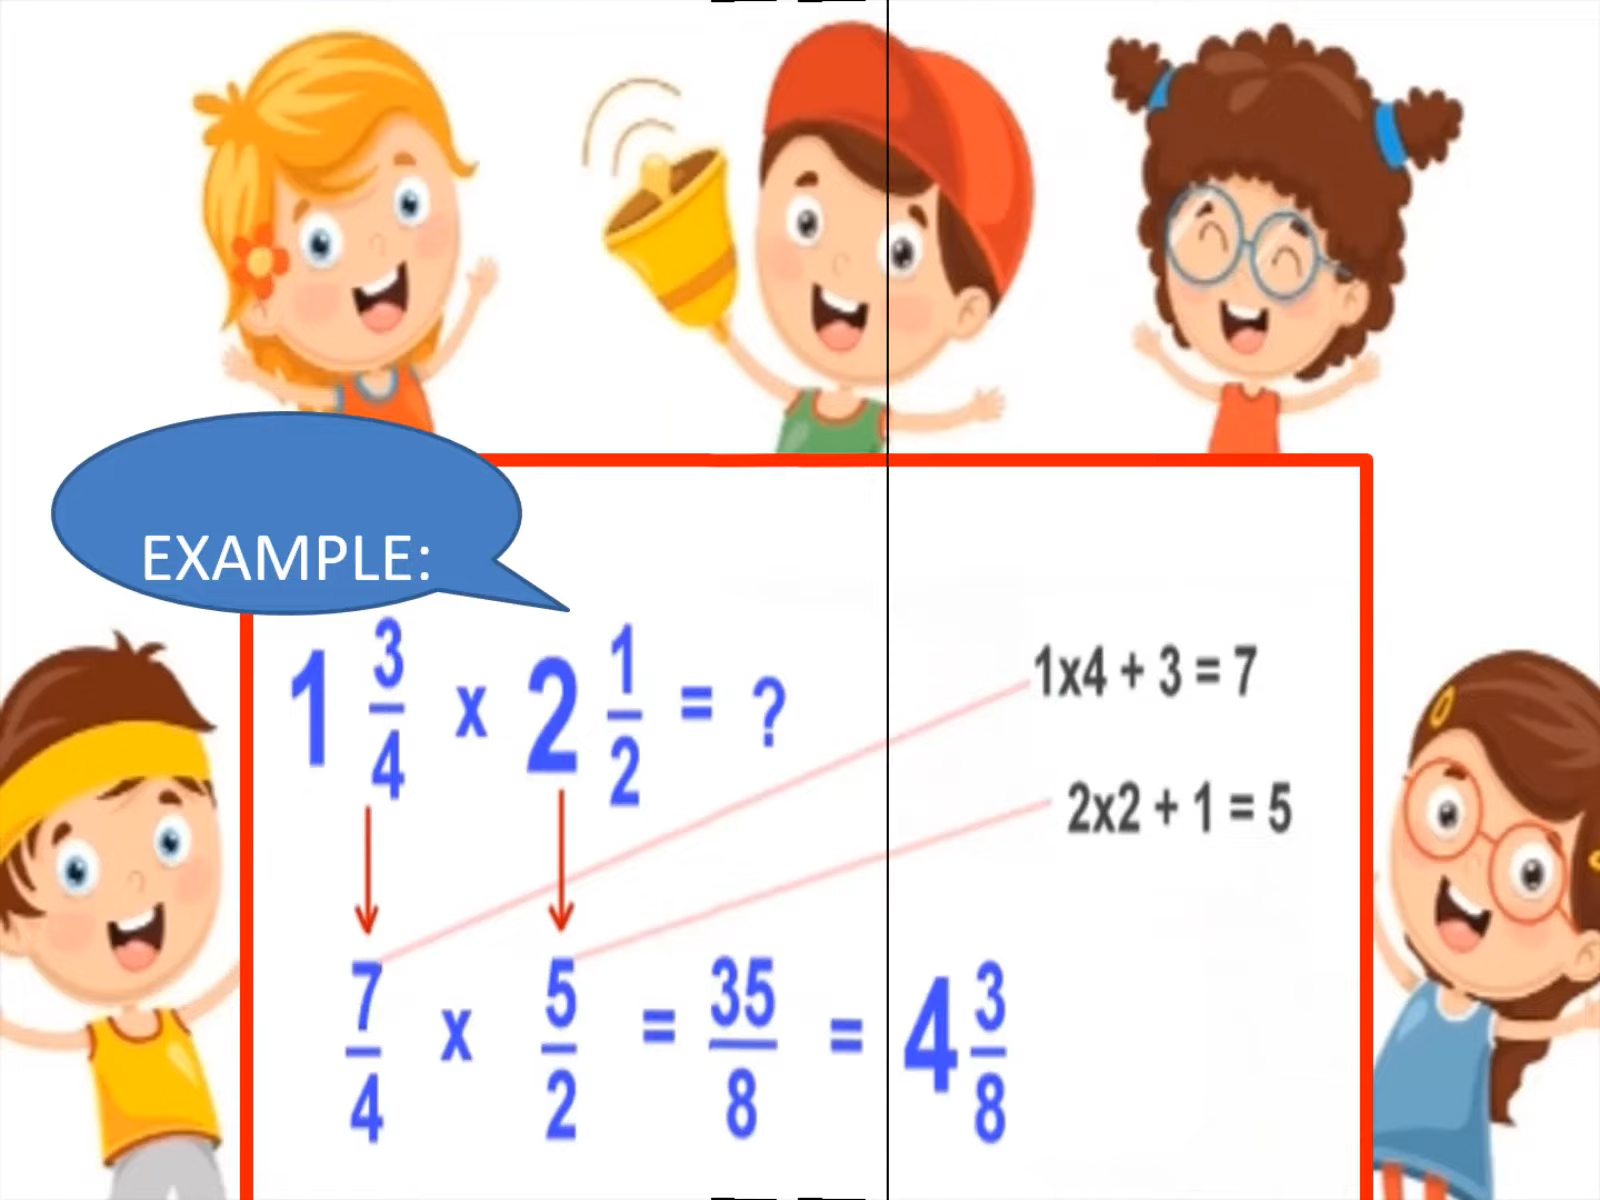 EXAMPLE:
1 3/4 x 2 1/2 = ?
1x4 + 3 = 7
2x2 + 1 = 5
7/4 x 5/2 = 35/8 = 4 3/8